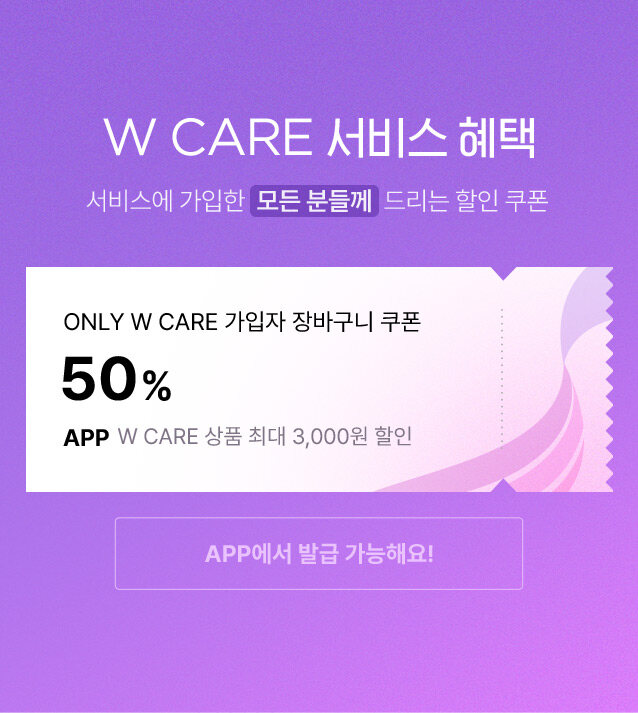 W CARE 서비스 혜택
서비스에 가입한 모든 분들께 드리는 할인 쿠폰
ONLY W CARE 가입자 장바구니 쿠폰
50%
APP W CARE 상품 최대 3,000원 할인
APP에서 발급 가능해요!